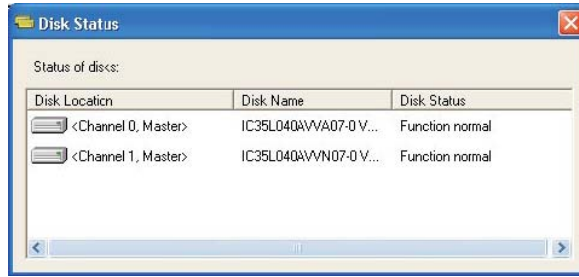 Disk Status
Status of disks:
Disk Location Disk Name Disk Status
<Channel 0, Master> IC35L040AVVA07-0 V... Function normal
<Channel 1, Master> IC35L040AVVN07-0 V... Function normal